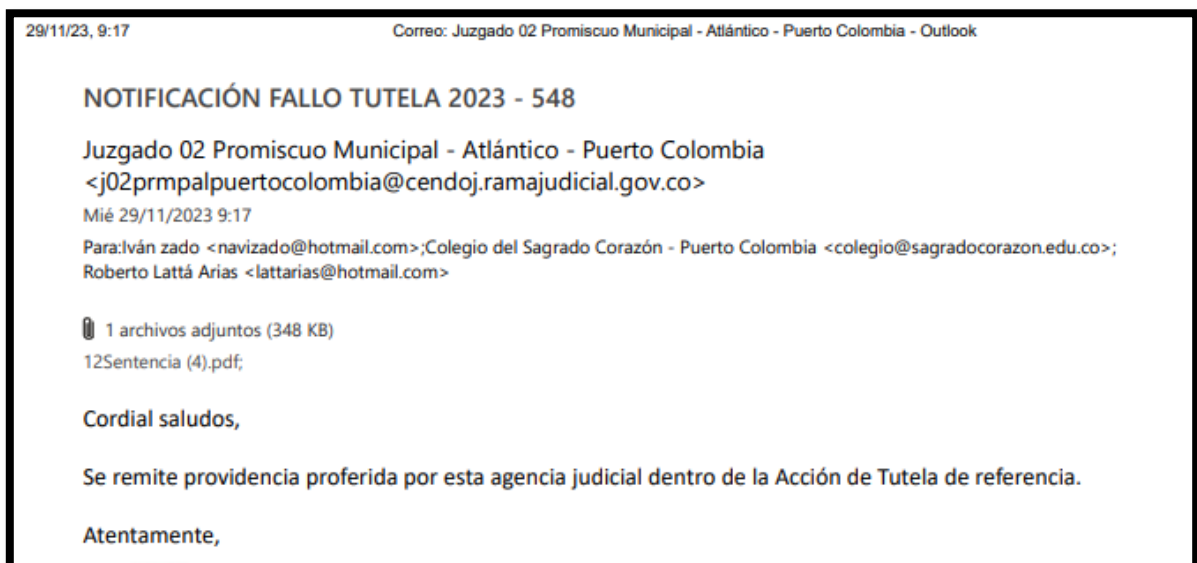 29/11/23, 9:17 Correo: Juzgado 02 Promiscuo Municipal - Atlántico - Puerto Colombia - Outlook
NOTIFICACIÓN FALLO TUTELA 2023 - 548
Juzgado 02 Promiscuo Municipal - Atlántico - Puerto Colombia
<j02prmpalpuertocolombia@cendoj.ramajudicial.gov.co>
Mié 29/11/2023 9:17
Para:Iván zado <navizado@hotmail.com>;Colegio del Sagrado Corazón - Puerto Colombia <colegio@sagradocorazon.edu.co>;
Roberto Lattá Arias <lattarias@hotmail.com>
1 archivos adjuntos (348 KB)
12Sentencia (4).pdf;
Cordial saludos,
Se remite providencia proferida por esta agencia judicial dentro de la Acción de Tutela de referencia.
Atentamente,